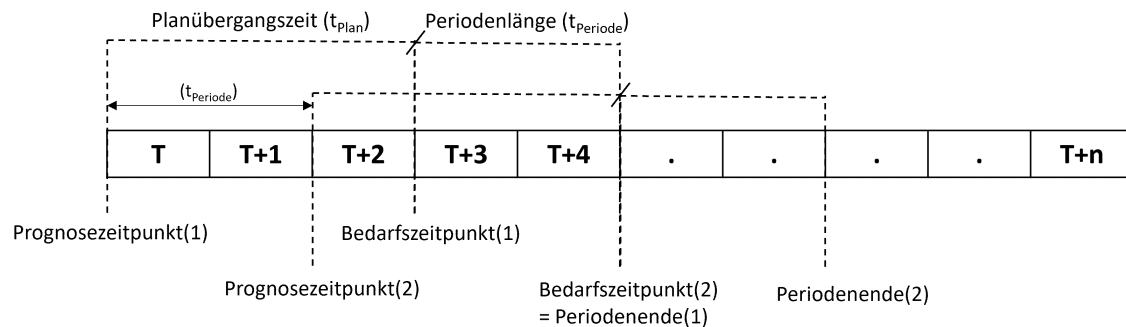 Planübergangszeit (tPlan) Periodenlänge (tPeriode)
(tPeriode)
T T+1 T+2 T+3 T+4 . . . . T+n
Prognosezeitpunkt(1) Bedarfszeitpunkt(1)
Prognosezeitpunkt(2) Bedarfszeitpunkt(2) Periodenende(2)
= Periodenende(1)